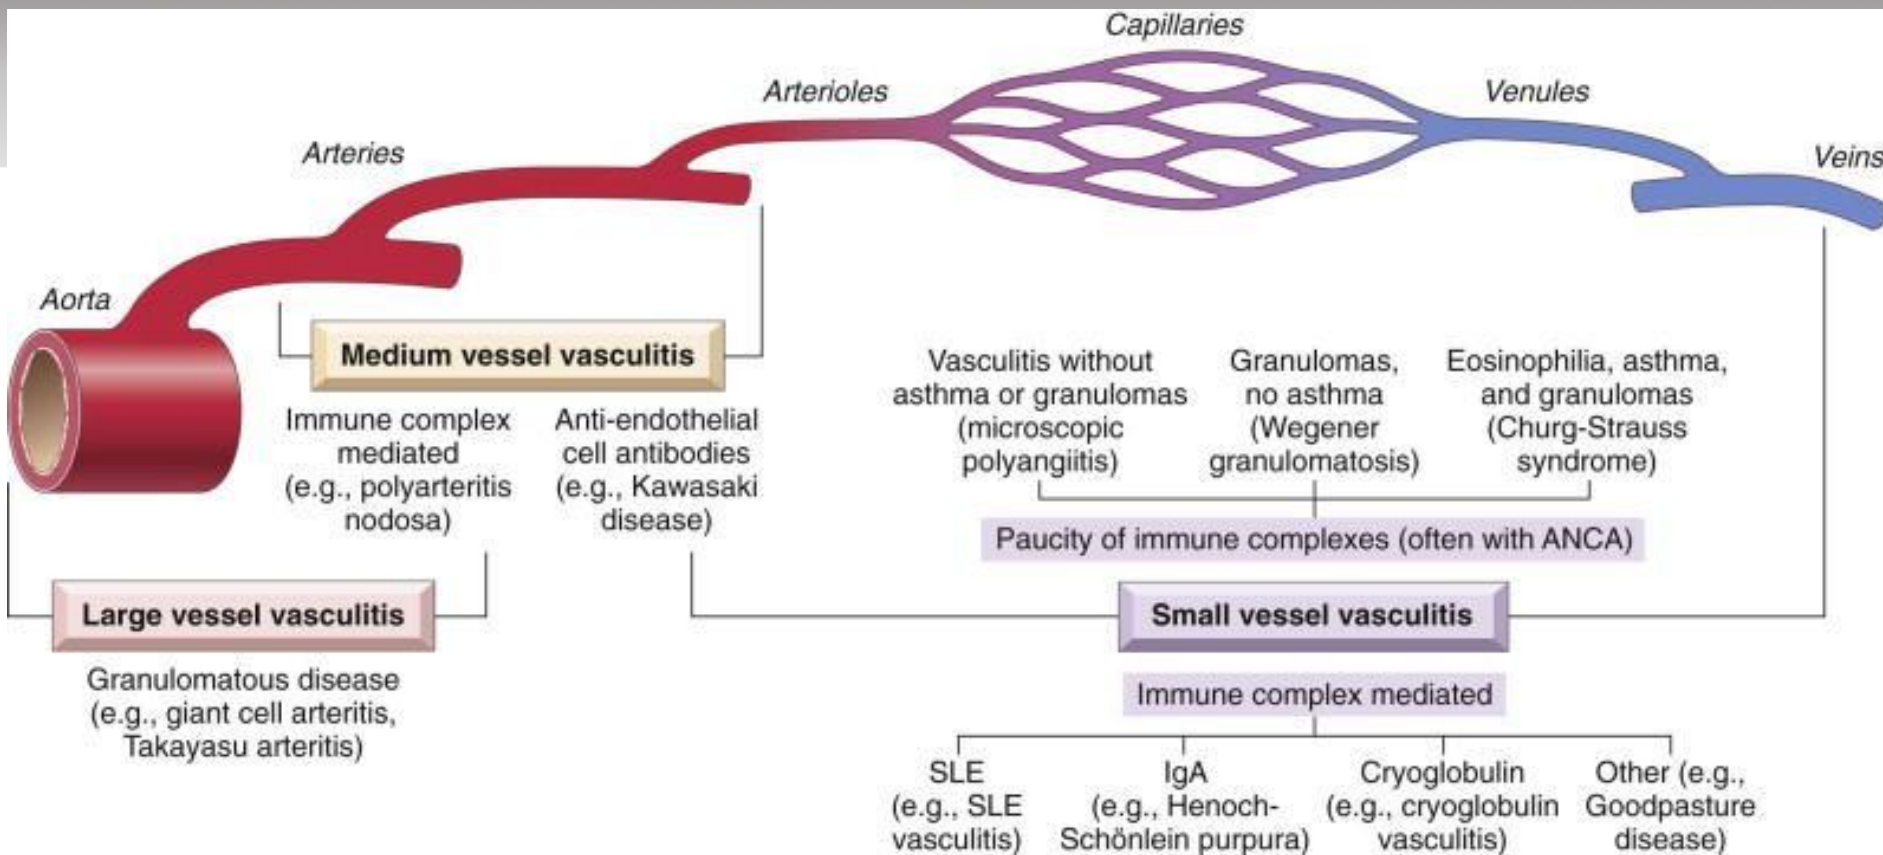 Capillaries
Arterioles
Venules
Arteries
Veins
Aorta
Medium vessel vasculitis
Immune complex
mediated
(e.g., polyarteritis
nodosa)
Anti-endothelial
cell antibodies
(e.g., Kawasaki
disease)
Vasculitis without
asthma or granulomas
(microscopic
polyangiitis)
Granulomas,
no asthma
(Wegener
granulomatosis)
Eosinophilia, asthma,
and granulomas
(Churg-Strauss
syndrome)
Paucity of immune complexes (often with ANCA)
Large vessel vasculitis
Granulomatous disease
(e.g., giant cell arteritis,
Takayasu arteritis)
Small vessel vasculitis
Immune complex mediated
SLE
(e.g., SLE
vasculitis)
IgA
(e.g., Henoch-
Schönlein purpura)
Cryoglobulin
(e.g., cryoglobulin
vasculitis)
Other (e.g.,
Goodpasture
disease)